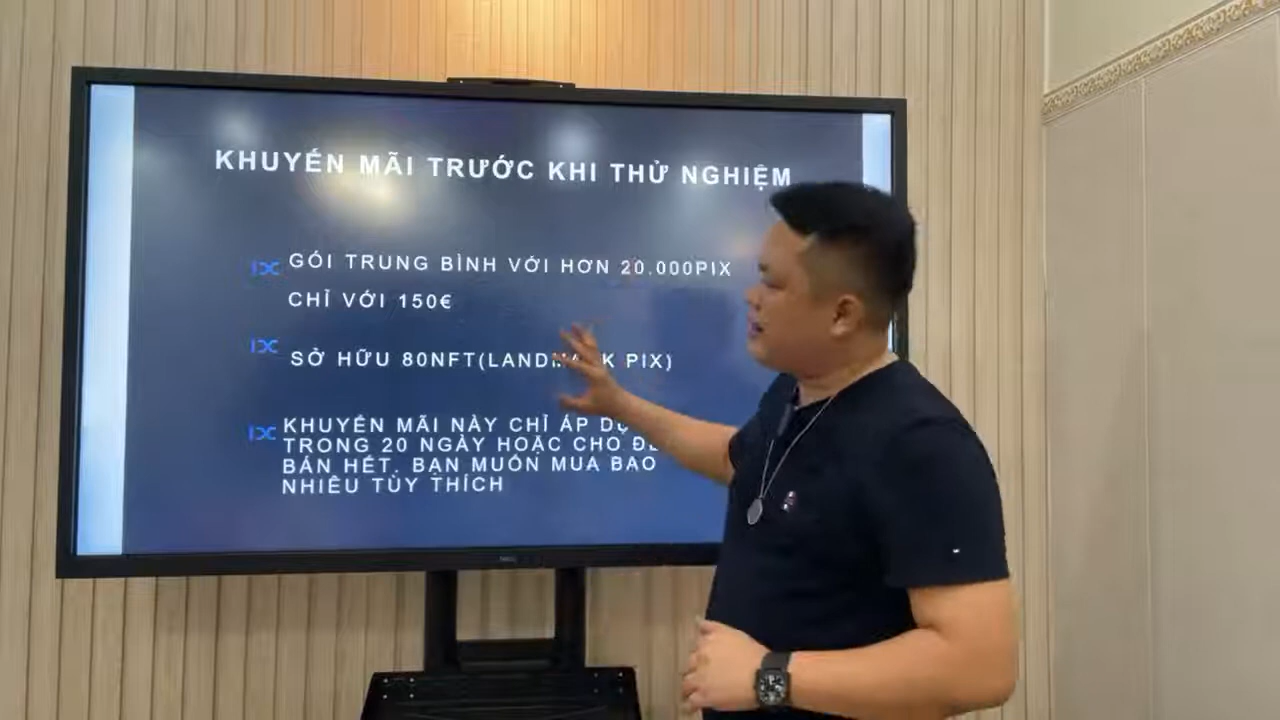 KHUYẾN MÃI TRƯỚC KHI THỬ NGHIỆM
GÓI TRUNG BÌNH VỚI HƠN 20.000PIX
CHỈ VỚI 150€
SỞ HỮU 80NFT(LANDMARK PIX)
KHUYẾN MÃI NÀY CHỈ ÁP
TRONG 20 NGÀY HOẶC CHO
BÁN HẾT. BẠN MUỐN MUA BAO
NHIÊU TÙY THÍCH